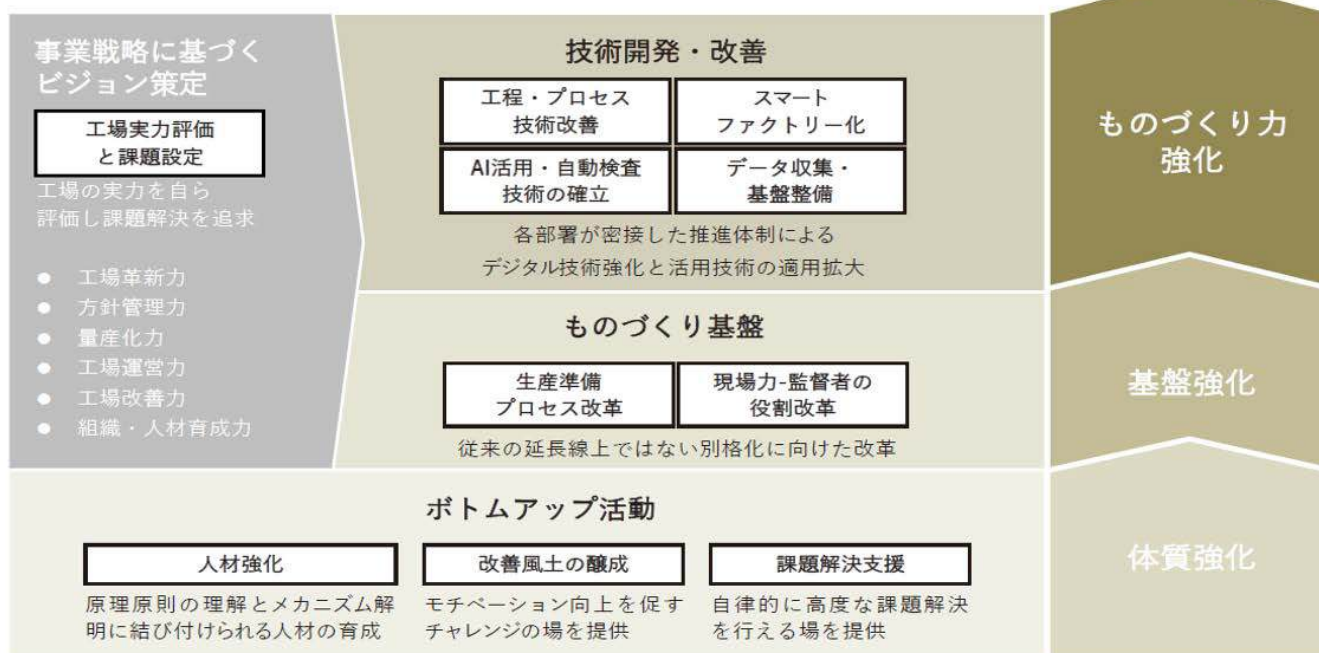 事業戦略に基づく
ビジョン策定
工場実力評価
と課題設定
工場の実力を自ら
評価し課題解決を追求
● 工場革新力
● 方針管理力
● 量産化力
● 工場運営力
● 工場改善力
● 組織・人材育成力
技術開発・改善
工程・プロセス
技術改善
スマート
ファクトリー化
AI活用・自動検査
技術の確立
データ収集・
基盤整備
各部署が密接した推進体制による
デジタル技術強化と活用技術の適用拡大
ものづくり基盤
生産準備
プロセス改革
現場力-監督者の
役割改革
従来の延長線上ではない別格化に向けた改革
ボトムアップ活動
人材強化
原理原則の理解とメカニズム解
明に結び付けられる人材の育成
改善風土の醸成
モチベーション向上を促す
チャレンジの場を提供
課題解決支援
自律的に高度な課題解決
を行える場を提供
ものづくり力
強化
基盤強化
体質強化